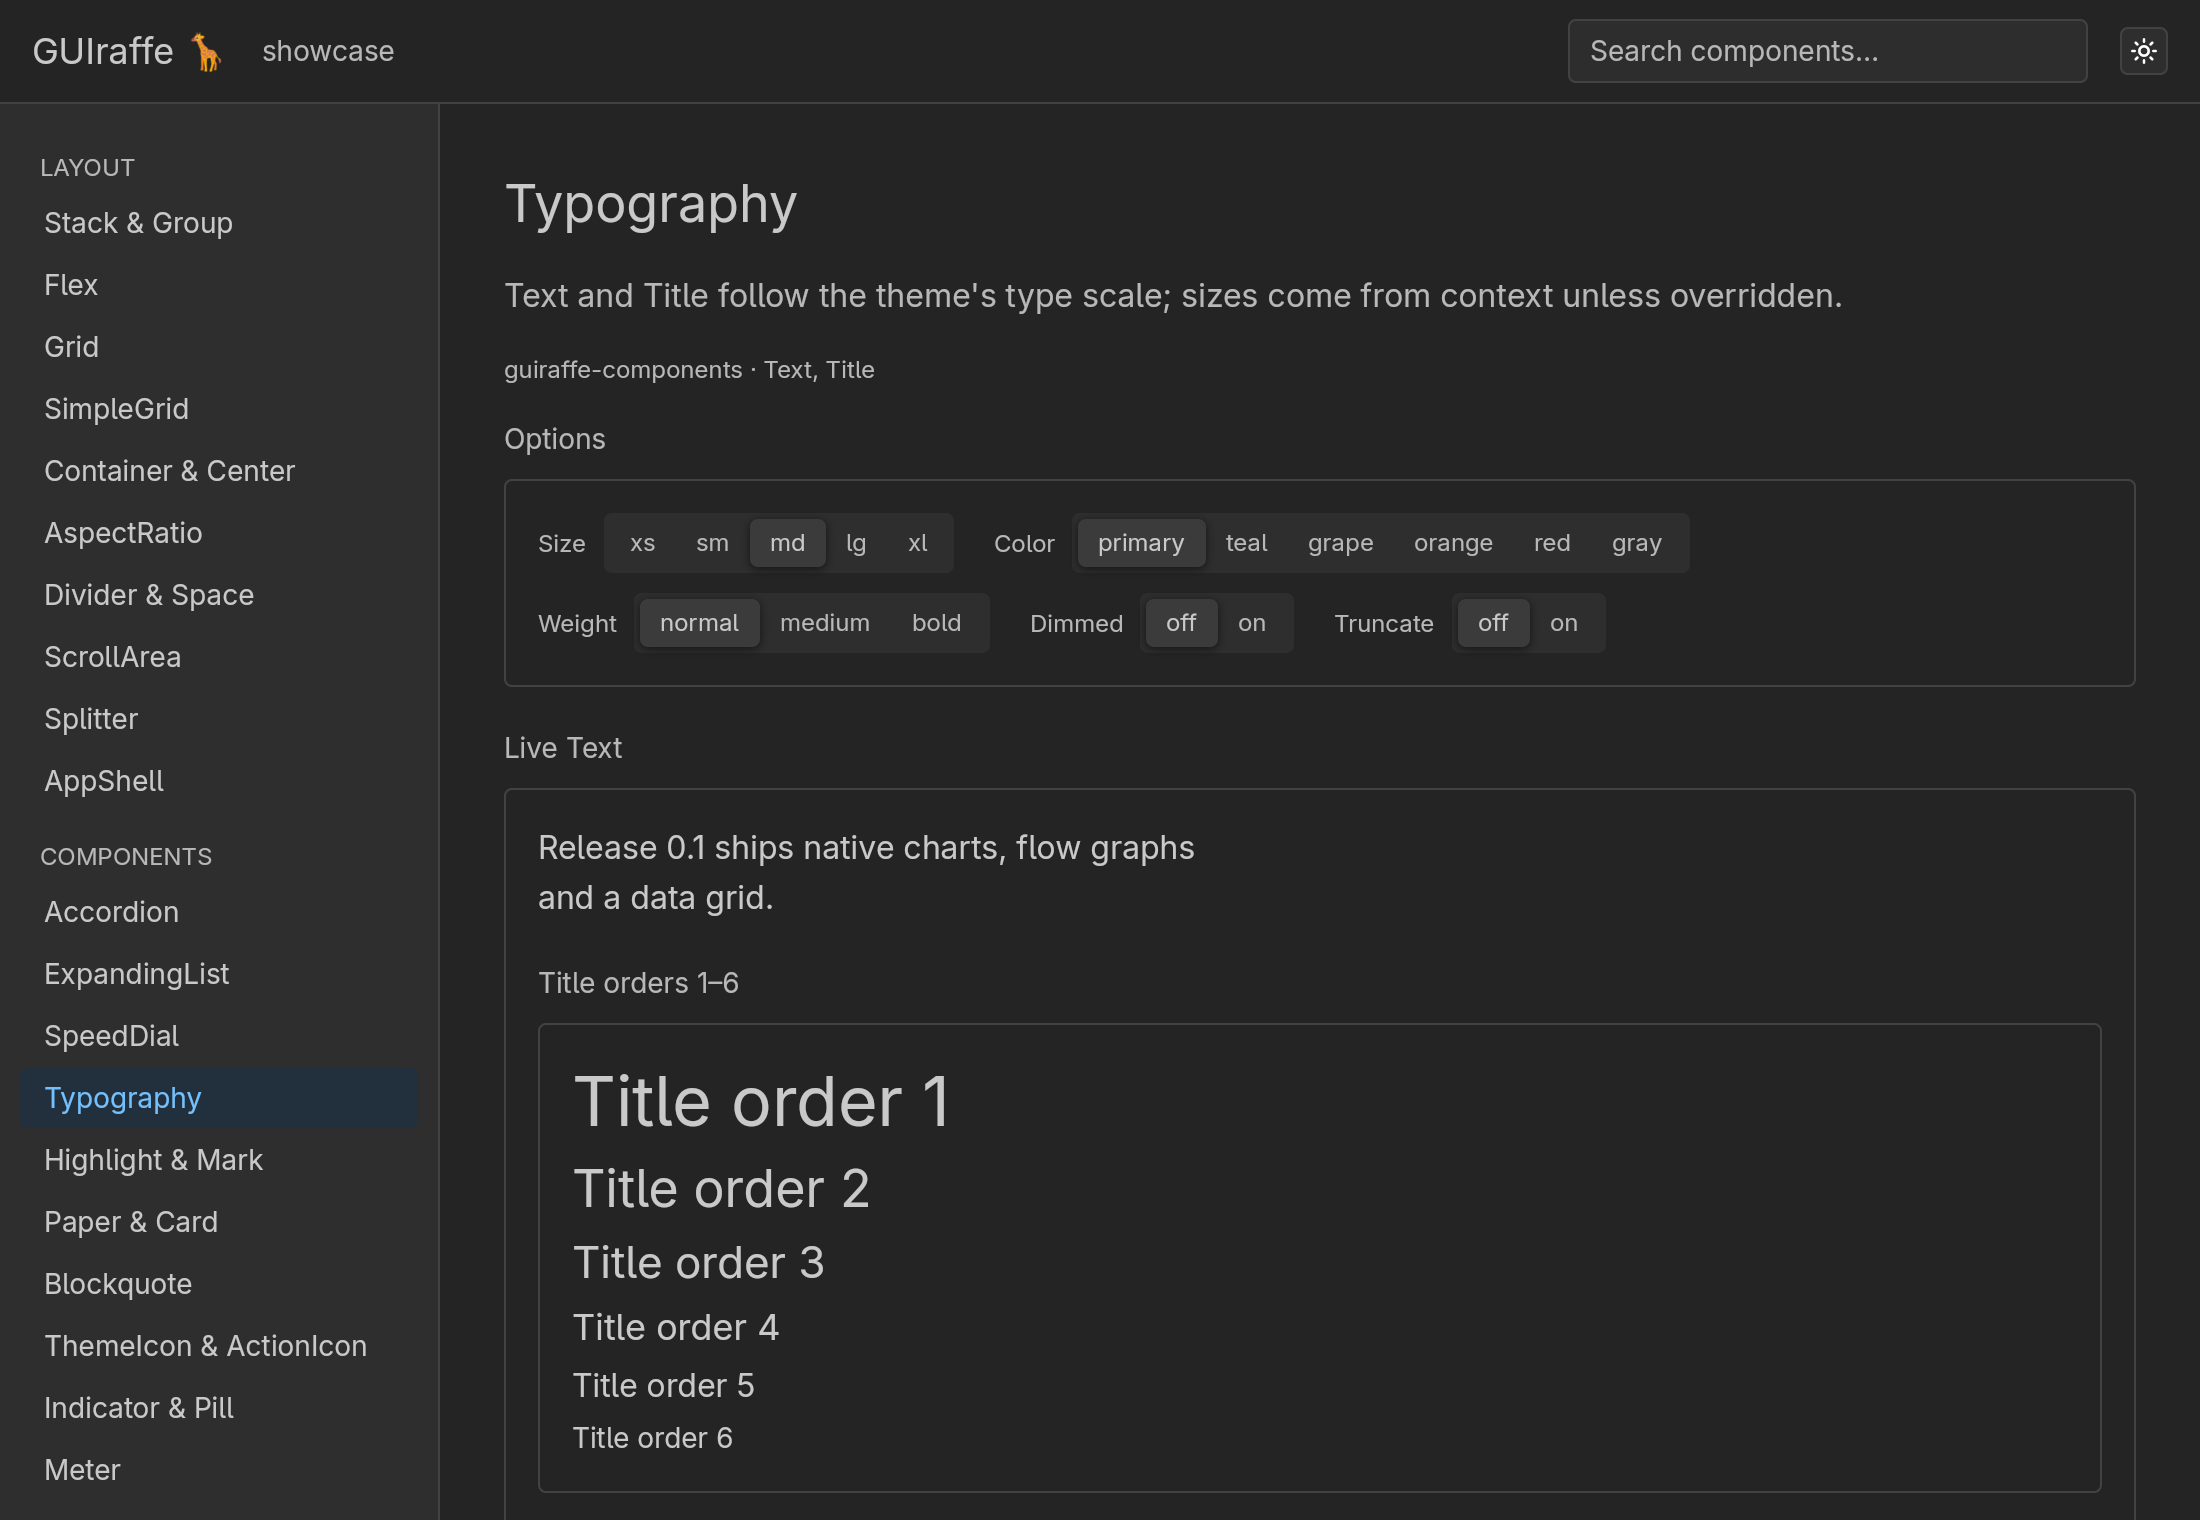 GUIraffe 🦒 showcase
Search components...
LAYOUT
Stack & Group
Flex
Grid
SimpleGrid
Container & Center
AspectRatio
Divider & Space
ScrollArea
Splitter
AppShell
COMPONENTS
Accordion
ExpandingList
SpeedDial
Typography
Highlight & Mark
Paper & Card
Blockquote
ThemeIcon & ActionIcon
Indicator & Pill
Meter
Typography
Text and Title follow the theme's type scale; sizes come from context unless overridden.
guiraffe-components · Text, Title
Options
Size xs sm md lg xl Color primary teal grape orange red gray
Weight normal medium bold Dimmed off on Truncate off on
Live Text
Release 0.1 ships native charts, flow graphs
and a data grid.
Title orders 1–6
Title order 1
Title order 2
Title order 3
Title order 4
Title order 5
Title order 6